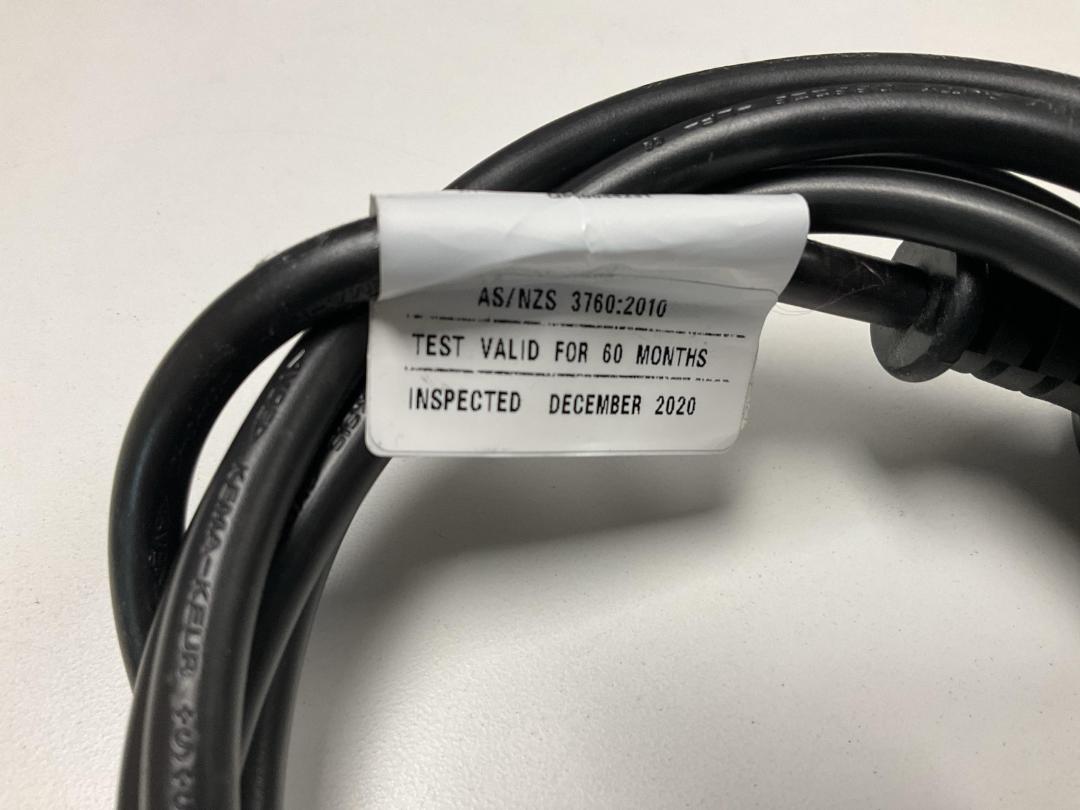 AS/NZS 3760:2010
TEST VALID FOR 60 MONTHS
INSPECTED DECEMBER 2020
KEMA-KEUR